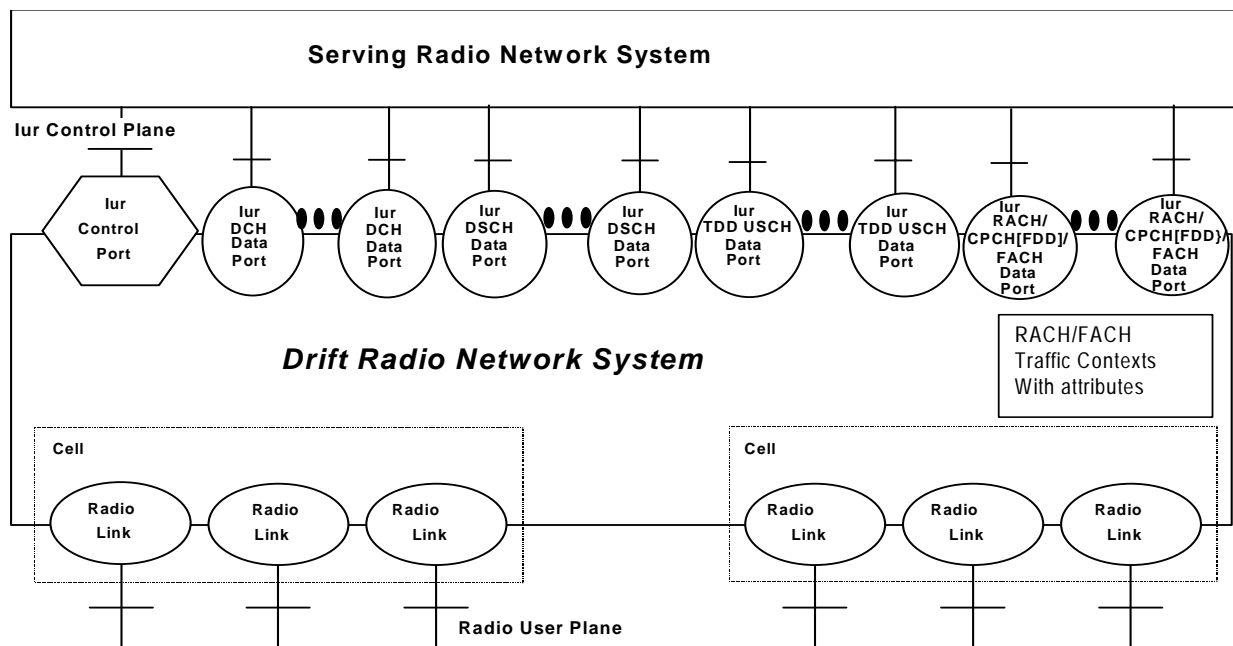 Serving Radio Network System
Iur Control Plane
Iur
Control
Port
Iur
DCH
Data
Port
Iur
DCH
Data
Port
Iur
DSCH
Data
Port
Iur
DSCH
Data
Port
Iur
TDD USCH
Data
Port
Iur
TDD USCH
Data
Port
Iur
RACH/
CPCH[FDD]/
FACH
Data
Port
Iur
RACH/
CPCH[FDD}/
FACH
Data
Port
Drift Radio Network System
RACH/FACH
Traffic Contexts
With attributes
Cell
Radio
Link
Radio
Link
Radio
Link
Cell
Radio
Link
Radio
Link
Radio
Link
Radio User Plane